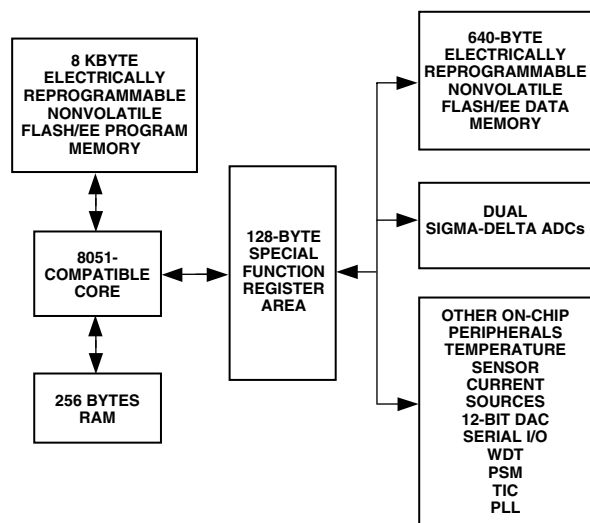 8 KBYTE
ELECTRICALLY
REPROGRAMMABLE
NONVOLATILE
FLASH/EE PROGRAM
MEMORY
8051-
COMPATIBLE
CORE
256 BYTES
RAM
128-BYTE
SPECIAL
FUNCTION
REGISTER
AREA
640-BYTE
ELECTRICALLY
REPROGRAMMABLE
NONVOLATILE
FLASH/EE DATA
MEMORY
DUAL
SIGMA-DELTA ADCs
OTHER ON-CHIP
PERIPHERALS
TEMPERATURE
SENSOR
CURRENT
SOURCES
12-BIT DAC
SERIAL I/O
WDT
PSM
TIC
PLL